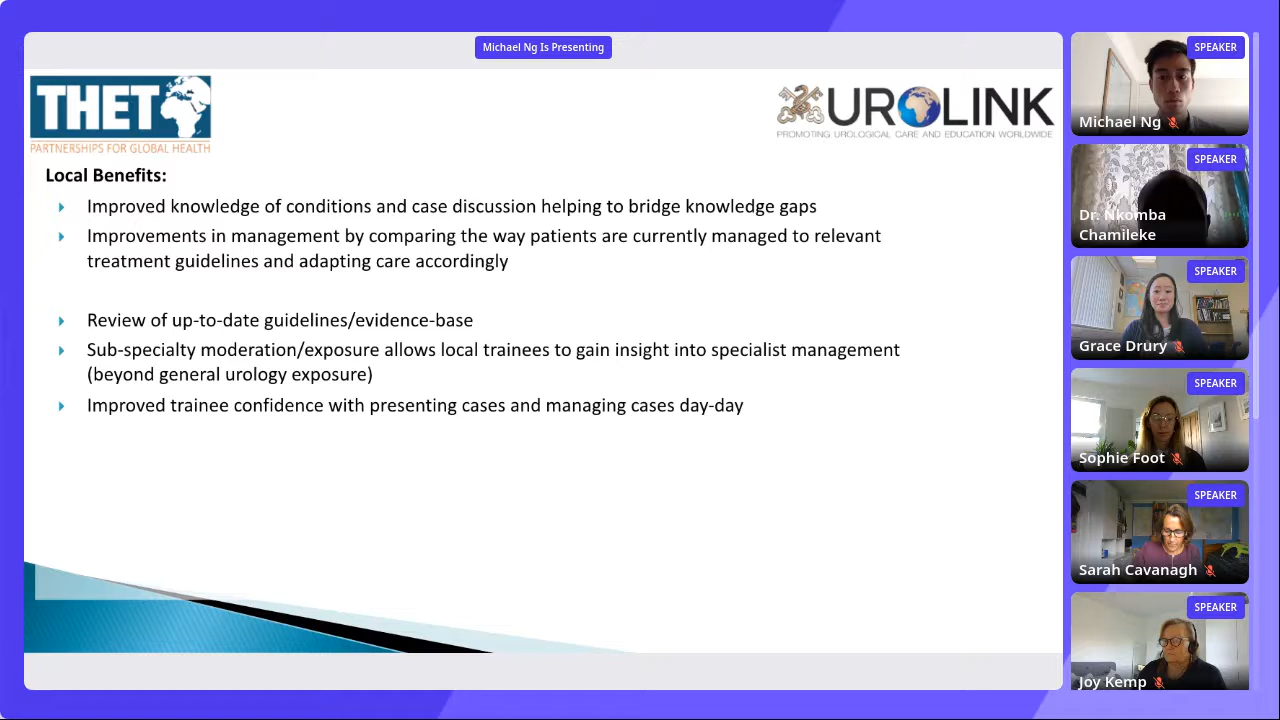 Michael Ng Is Presenting
THET
PARTNERSHIPS FOR GLOBAL HEALTH
UROLINK
PROMOTING UROLOGICAL CARE AND EDUCATION WORLDWIDE
Local Benefits:
Improved knowledge of conditions and case discussion helping to bridge knowledge gaps
Improvements in management by comparing the way patients are currently managed to relevant
treatment guidelines and adapting care accordingly
Review of up-to-date guidelines/evidence-base
Sub-specialty moderation/exposure allows local trainees to gain insight into specialist management
(beyond general urology exposure)
Improved trainee confidence with presenting cases and managing cases day-day
SPEAKER
Michael Ng
SPEAKER
Dr. Nkomba
Chamileke
SPEAKER
Grace Drury
SPEAKER
Sophie Foot
SPEAKER
Sarah Cavanagh
SPEAKER
Joy Kemp